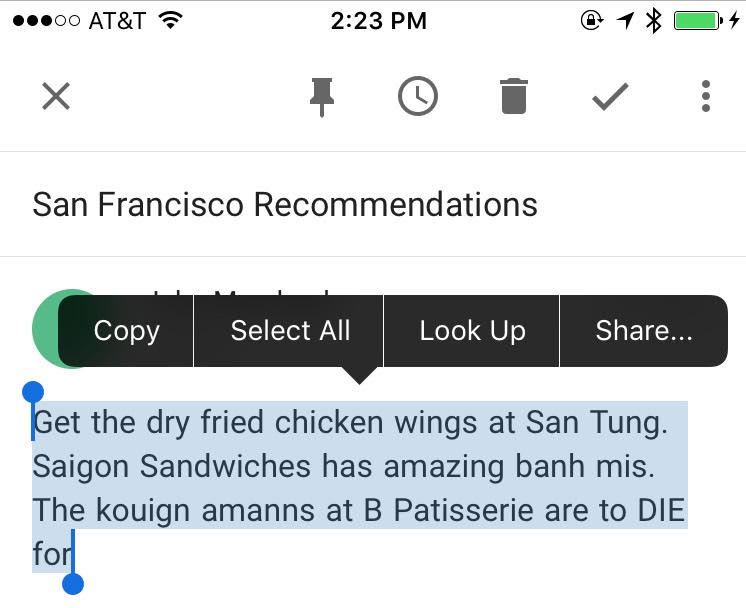 AT&T 2:23 PM
San Francisco Recommendations
Copy Select All Look Up Share...
Get the dry fried chicken wings at San Tung.
Saigon Sandwiches has amazing banh mis.
The kouign amanns at B Patisserie are to DIE
for